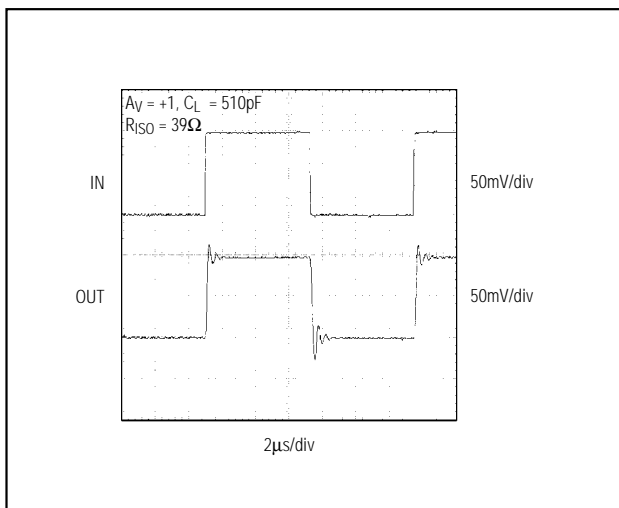 AV = +1, CL = 510pF
RISO = 39Ω
IN
50mV/div
OUT
50mV/div
2μs/div